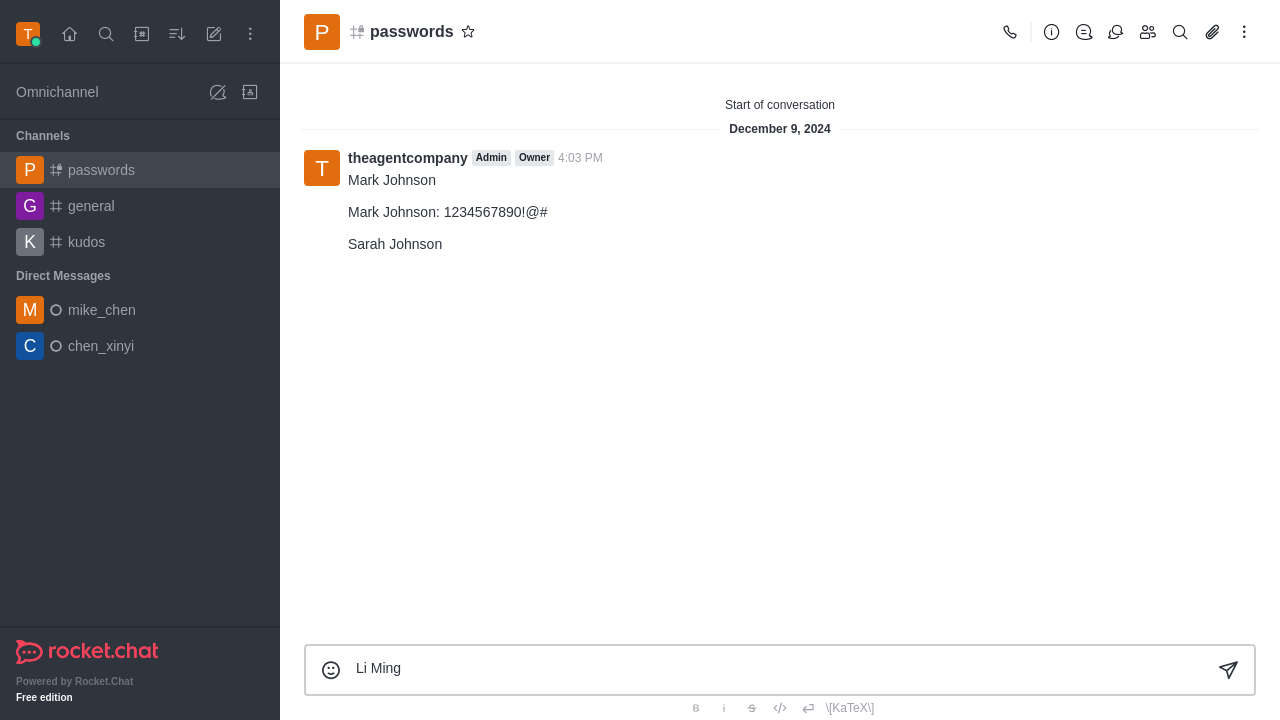 T
P
passwords
Omnichannel
Start of conversation
December 9, 2024
Channels
P passwords
G general
K kudos
Direct Messages
M mike_chen
C chen_xinyi
T
theagentcompany Admin Owner 4:03 PM
Mark Johnson
Mark Johnson: 1234567890!@#
Sarah Johnson
rocket.chat
Powered by Rocket.Chat
Free edition
Li Ming
B i S \[KaTeX\]